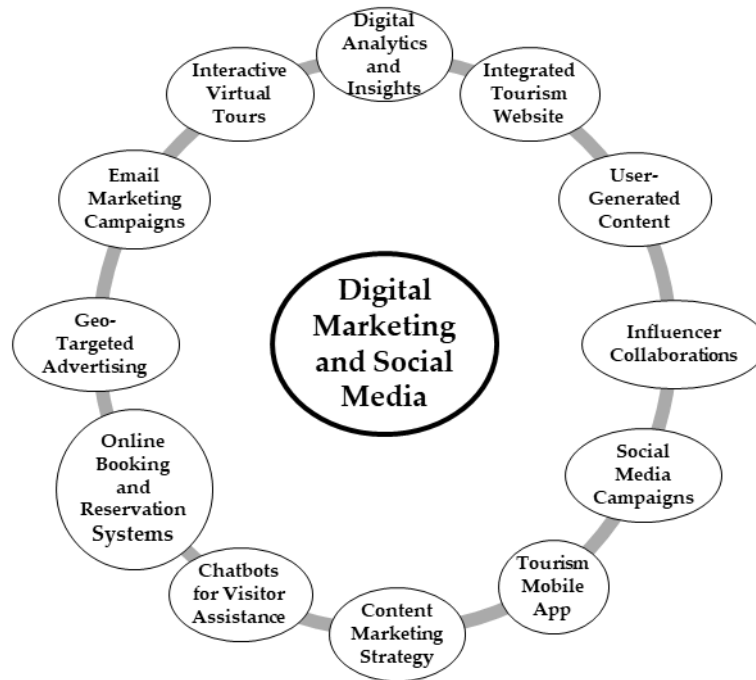 Digital
Analytics
and
Insights
Integrated
Tourism
Website
User-
Generated
Content
Influencer
Collaborations
Social
Media
Campaigns
Tourism
Mobile
App
Content
Marketing
Strategy
Chatbots
for Visitor
Assistance
Online
Booking
and
Reservation
Systems
Geo-
Targeted
Advertising
Email
Marketing
Campaigns
Interactive
Virtual
Tours
Digital
Marketing
and Social
Media